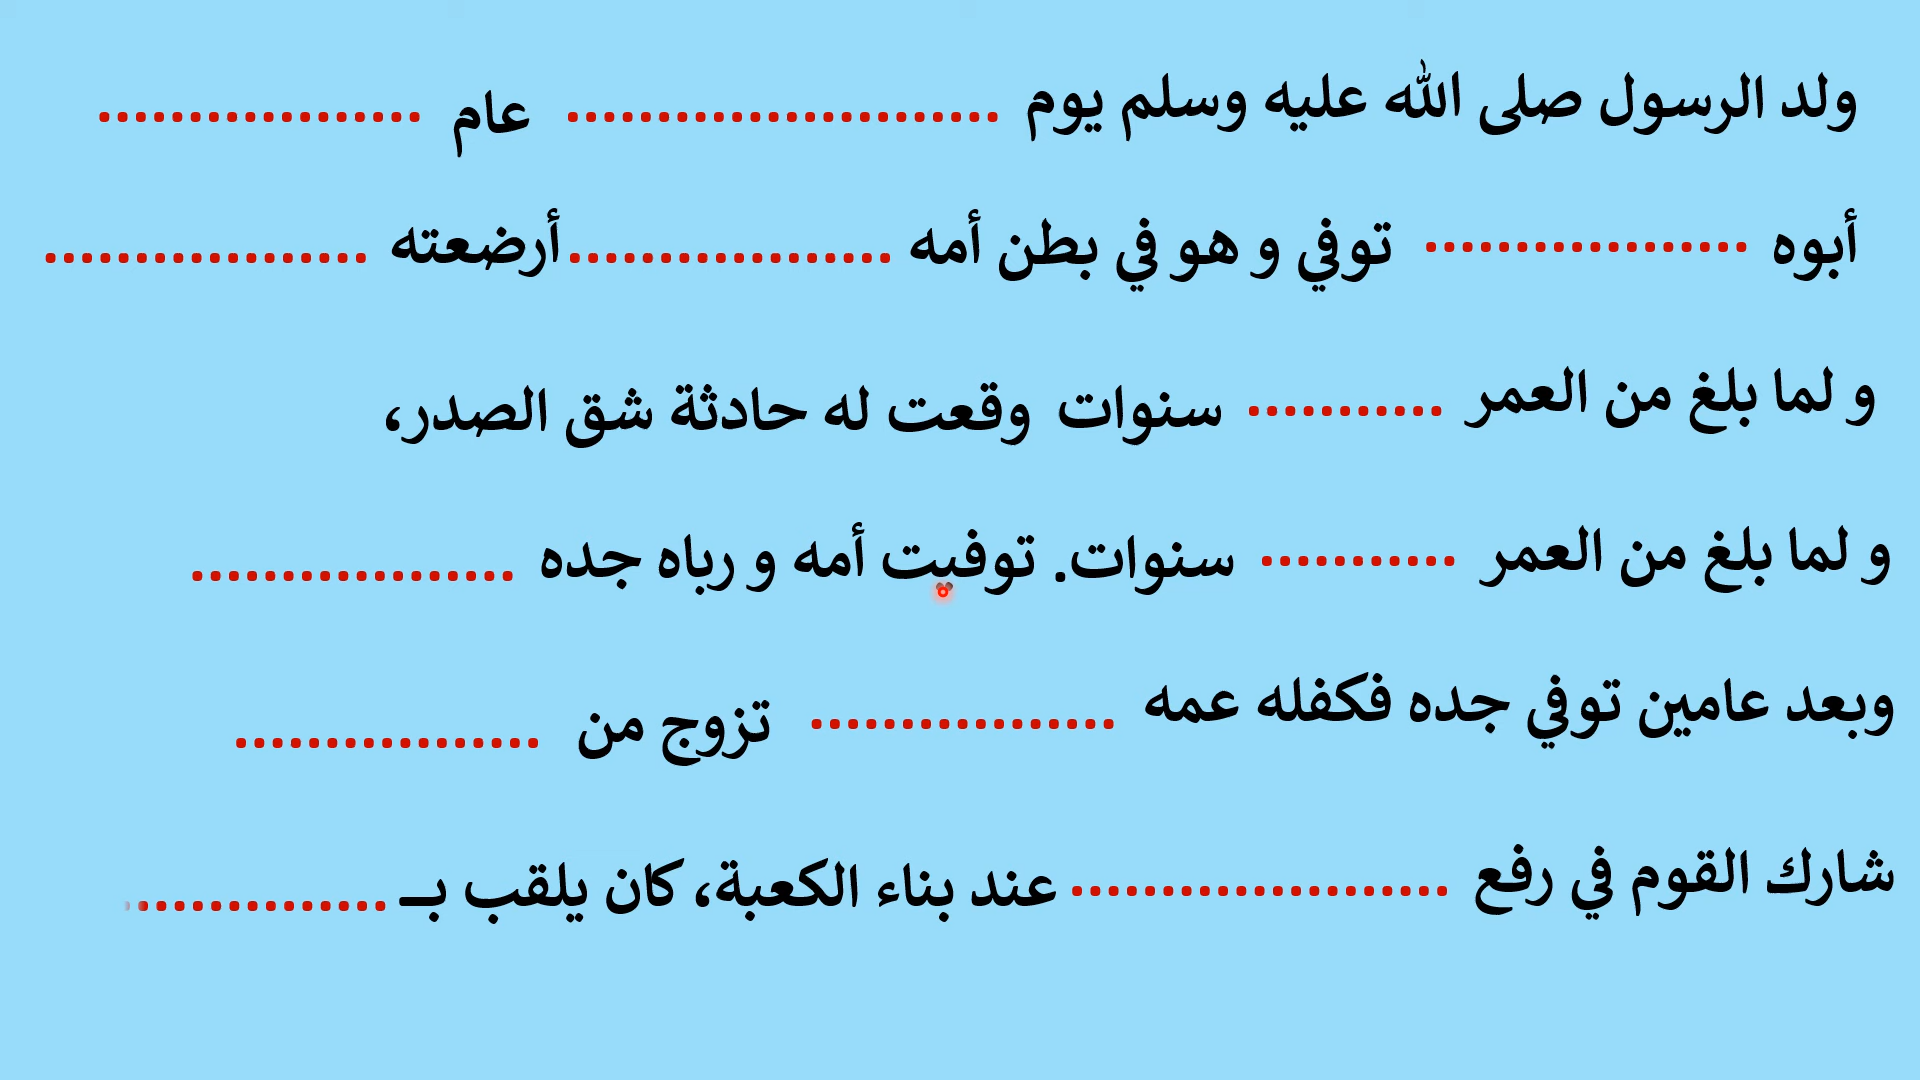 ولد الرسول صلى الله عليه وسلم يوم ........................ عام ..................
أبوه .................. توفي و هو في بطن أمه ..................أرضعته ..................
و لما بلغ من العمر ........... سنوات وقعت له حادثة شق الصدر،
و لما بلغ من العمر ........... سنوات. توفيت أمه و رباه جده ..................
وبعد عامين توفي جده فكفله عمه ................. تزوج من .................
شارك القوم في رفع ..................... عند بناء الكعبة، كان يلقب بـ ...............